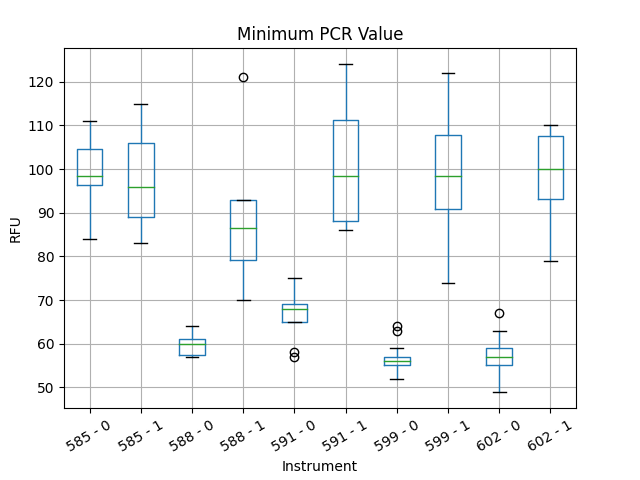 Minimum PCR Value
120
110
100
90
80
70
60
50
RFU
585 - 0
585 - 1
588 - 0
588 - 1
591 - 0
591 - 1
599 - 0
599 - 1
602 - 0
602 - 1
Instrument